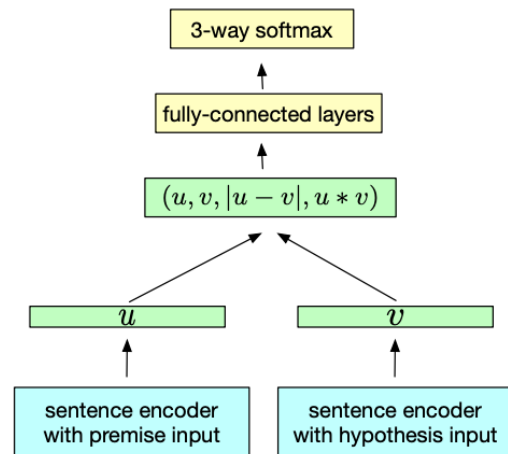 3-way softmax
fully-connected layers
(u, v, |u − v|, u * v)
u
v
sentence encoder
with premise input
sentence encoder
with hypothesis input